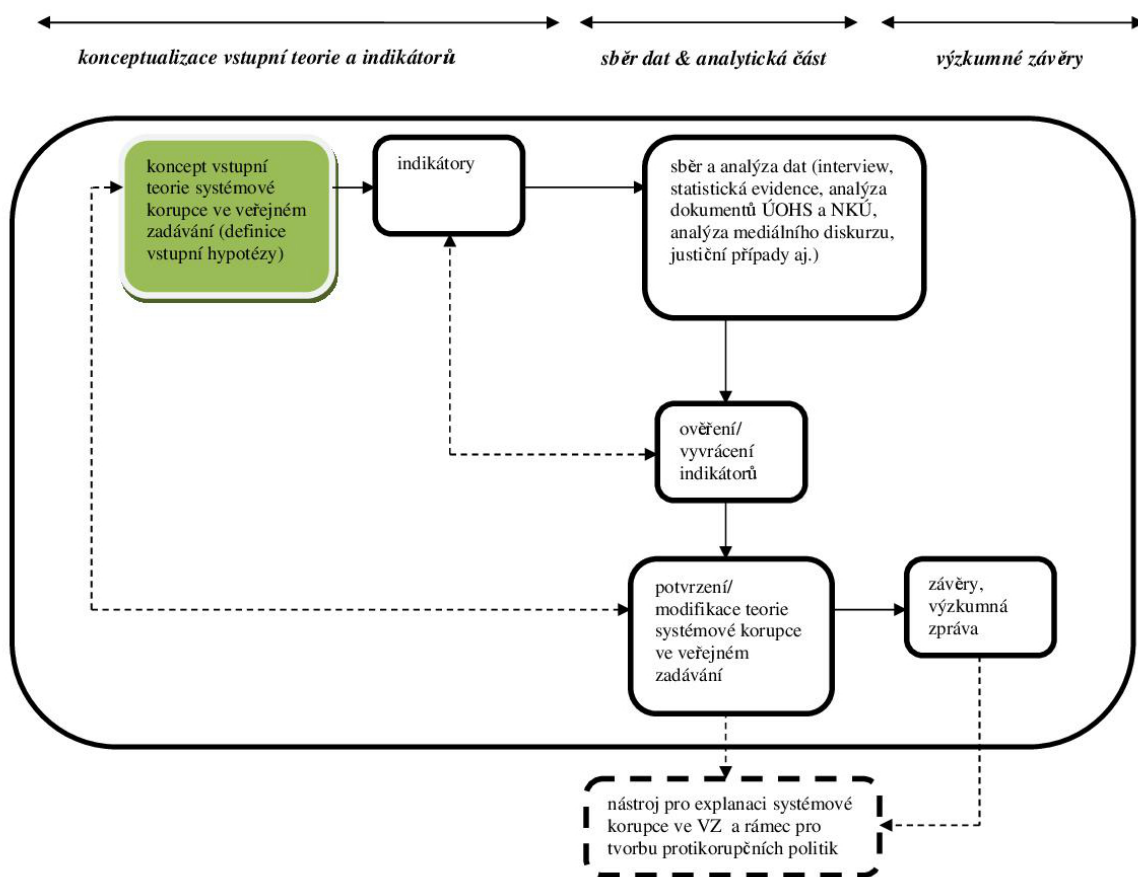 konceptualizace vstupní teorie a indikátorů
sběr dat & analytická část
výzkumné závěry
koncept vstupní
teorie systémové
korupce ve veřejném
zadávání (definice
vstupní hypotézy)
indikátory
sběr a analýza dat (interview,
statistická evidence, analýza
dokumentů ÚOHS a NKÚ,
analýza mediálního diskurzu,
justiční případy aj.)
ověření/
vyvrácení
indikátorů
potvrzení/
modifikace teorie
systémové korupce
ve veřejném
zadávání
závěry,
výzkumná
zpráva
nástroj pro explanaci systémové
korupce ve VZ a rámec pro
tvorbu protikorupčních politik